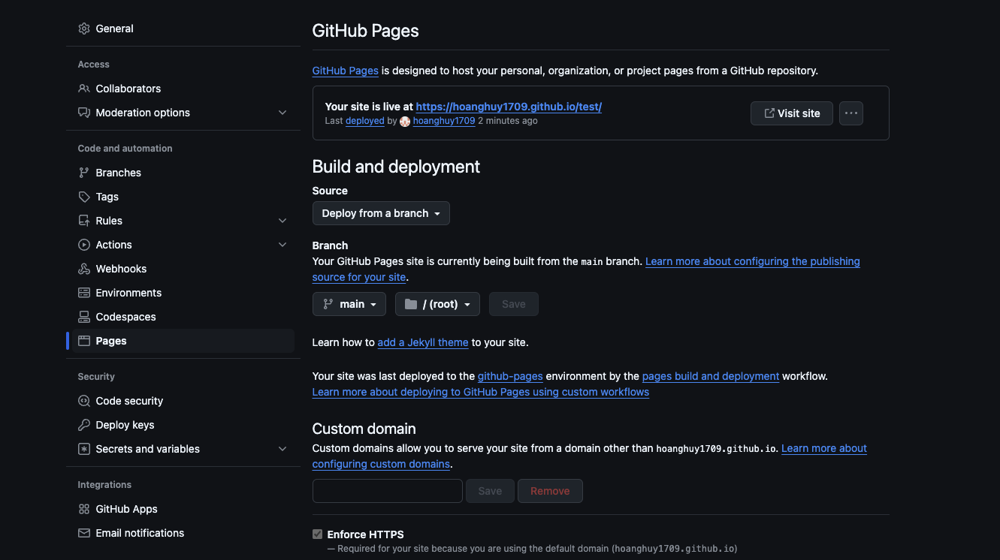 General
Access
Collaborators
Moderation options
Code and automation
Branches
Tags
Rules
Actions
Webhooks
Environments
Codespaces
Pages
Security
Code security
Deploy keys
Secrets and variables
Integrations
GitHub Apps
Email notifications
GitHub Pages
GitHub Pages is designed to host your personal, organization, or project pages from a GitHub repository.
Your site is live at https://hoanghuy1709.github.io/test/
Last deployed by hoanghuy1709 2 minutes ago
Visit site
Build and deployment
Source
Deploy from a branch
Branch
Your GitHub Pages site is currently being built from the main branch. Learn more about configuring the publishing
source for your site.
main / (root) Save
Learn how to add a Jekyll theme to your site.
Your site was last deployed to the github-pages environment by the pages build and deployment workflow.
Learn more about deploying to GitHub Pages using custom workflows
Custom domain
Custom domains allow you to serve your site from a domain other than hoanghuy1709.github.io. Learn more about
configuring custom domains.
Save Remove
Enforce HTTPS
— Required for your site because you are using the default domain (hoanghuy1709.github.io)